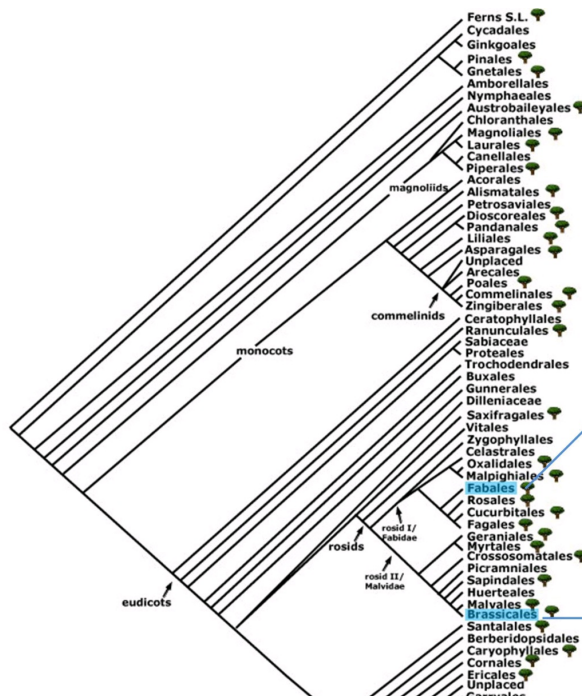 Ferns S.L.
Cycadales
Ginkgoales
Pinales
Gnetales
Amborellales
Nymphaeales
Austrobaileyales
Chloranthales
Magnoliales
Laurales
Canellales
Piperales
magnoliids
Acorales
Alismatales
Petrosaviales
Dioscoreales
Pandanales
Liliales
Asparagales
Unplaced
Arecales
Poales
Commelinales
Zingiberales
commelinids
monocots
Ceratophyllales
Ranunculales
Sabiaceae
Proteales
Trochodendrales
Buxales
Gunnerales
Dilleniaceae
Saxifragales
Vitales
Zygophyllales
Celastrales
Oxalidales
Malpighiales
Fabales
Rosales
Cucurbitales
Fagales
rosid I/
Fabidae
rosids
Geraniales
Myrtales
Crossosomatales
Picramniales
Sapindales
Huerteales
Malvales
Brassicales
rosid II/
Malvidae
eudicots
Santalales
Berberidopsidales
Caryophyllales
Cornales
Ericales
Unplaced